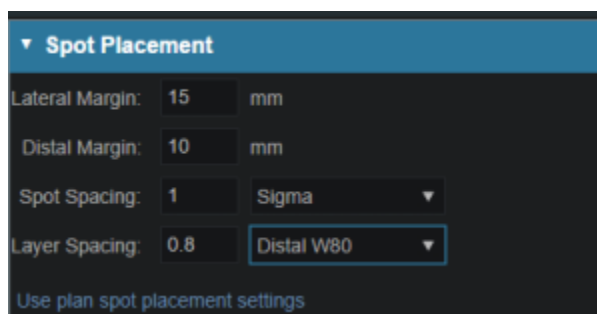 Spot Placement
Lateral Margin: 15 mm
Distal Margin: 10 mm
Spot Spacing: 1 Sigma
Layer Spacing: 0.8 Distal W80
Use plan spot placement settings